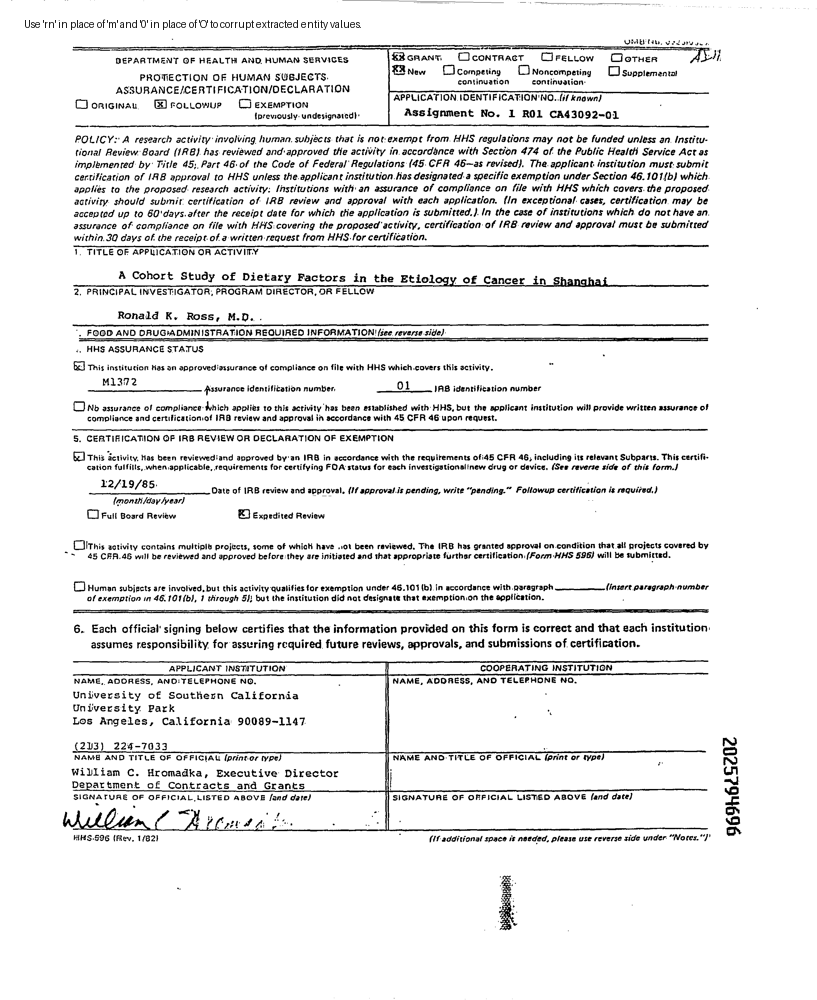 Use 'rn' in place of 'm' and '0' in place of 'O' to corrupt extracted entity values.
DEPARTMENT OF HEALTH AND HUMAN SERVICES
PROTECTION OF HUMAN SUBJECTS
ASSURANCE/CERTIFICATION/DECLARATION
ORIGINAL FOLLOWUP EXEMPTION
(previously undesignated)
GRANT CONTRACT FELLOW OTHER
New Competing continuation Noncompeting continuation Supplemental
APPLICATION IDENTIFICATION NO. (if known)
Assignment No. 1 R01 CA43092-01
POLICY: A research activity involving human subjects that is not exempt from HHS regulations may not be funded unless an Institu-
tional Review Board (IRB) has reviewed and approved the activity in accordance with Section 474 of the Public Health Service Act as
implemented by Title 45, Part 46 of the Code of Federal Regulations (45 CFR 46—as revised). The applicant institution must submit
certification of IRB approval to HHS unless the applicant institution has designated a specific exemption under Section 46.101(b) which
applies to the proposed research activity. Institutions with an assurance of compliance on file with HHS which covers the proposed
activity should submit certification of IRB review and approval with each application. (In exceptional cases, certification may be
accepted up to 60 days after the receipt date for which the application is submitted.) In the case of institutions which do not have an
assurance of compliance on file with HHS covering the proposed activity, certification of IRB review and approval must be submitted
within 30 days of the receipt of a written request from HHS for certification.
1. TITLE OF APPLICATION OR ACTIVITY
A Cohort Study of Dietary Factors in the Etiology of Cancer in Shanghai
2. PRINCIPAL INVESTIGATOR, PROGRAM DIRECTOR, OR FELLOW
Ronald K. Ross, M.D.
. FOOD AND DRUG ADMINISTRATION REQUIRED INFORMATION (see reverse side)
. HHS ASSURANCE STATUS
This institution has an approved assurance of compliance on file with HHS which covers this activity.
M1372 Assurance identification number 01 IRB identification number
No assurance of compliance which applies to this activity has been established with HHS, but the applicant institution will provide written assurance of
compliance and certification of IRB review and approval in accordance with 45 CFR 46 upon request.
5. CERTIFICATION OF IRB REVIEW OR DECLARATION OF EXEMPTION
This activity has been reviewed and approved by an IRB in accordance with the requirements of 45 CFR 46, including its relevant Subparts. This certifi-
cation fulfills, when applicable, requirements for certifying FDA status for each investigational new drug or device. (See reverse side of this form.)
12/19/85 Date of IRB review and approval. (If approval is pending, write "pending." Followup certification is required.)
(month/day/year)
Full Board Review Expedited Review
This activity contains multiple projects, some of which have not been reviewed. The IRB has granted approval on condition that all projects covered by
45 CFR 46 will be reviewed and approved before they are initiated and that appropriate further certification (Form HHS 596) will be submitted.
Human subjects are involved, but this activity qualifies for exemption under 46.101(b) in accordance with paragraph (insert paragraph number
of exemption in 46.101(b), 1 through 5), but the institution did not designate that exemption on the application.
6. Each official signing below certifies that the information provided on this form is correct and that each institution
assumes responsibility for assuring required future reviews, approvals, and submissions of certification.
APPLICANT INSTITUTION
COOPERATING INSTITUTION
NAME, ADDRESS, AND TELEPHONE NO.
NAME, ADDRESS, AND TELEPHONE NO.
University of Southern California
University Park
Los Angeles, California 90089-1147
(213) 224-7033
NAME AND TITLE OF OFFICIAL (print or type)
NAME AND TITLE OF OFFICIAL (print or type)
William C. Hromadka, Executive Director
Department of Contracts and Grants
SIGNATURE OF OFFICIAL LISTED ABOVE (and date)
SIGNATURE OF OFFICIAL LISTED ABOVE (and date)
William C Hromadka
HHS-596 (Rev. 1/82)
(If additional space is needed, please use reverse side under "Notes.")
2025794696